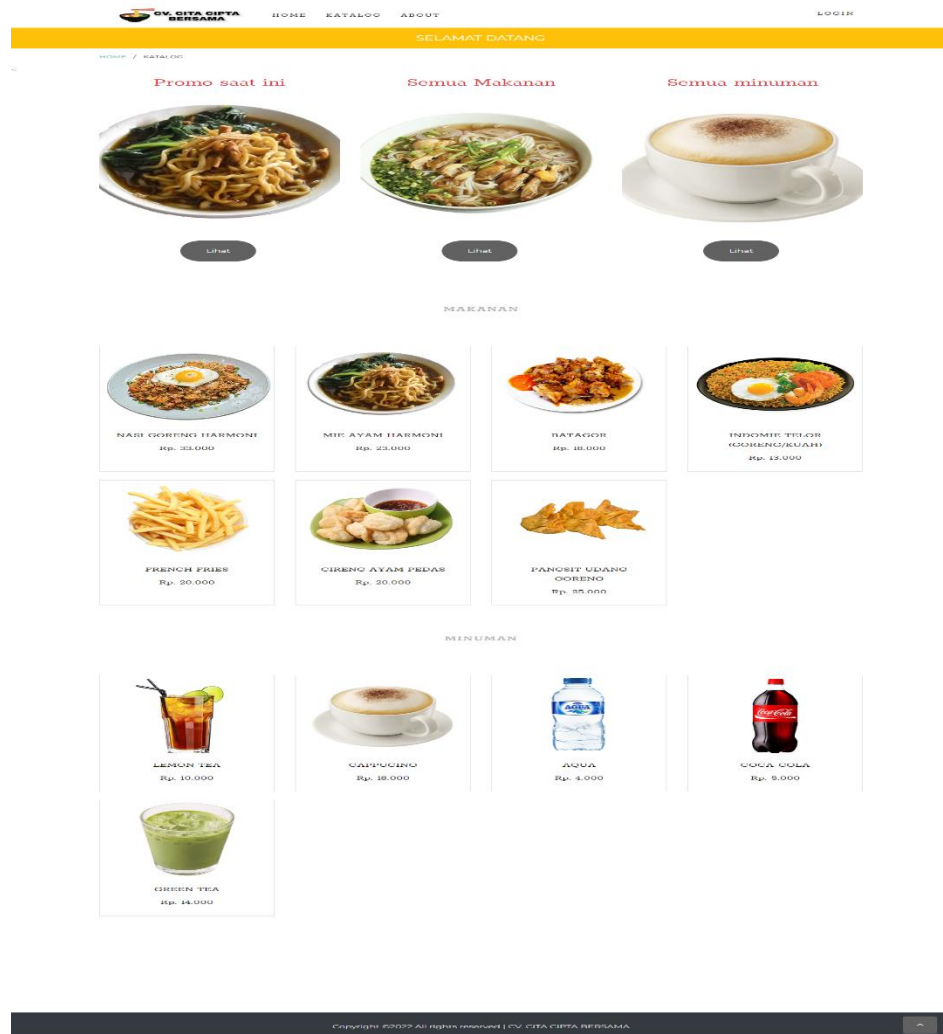 CV. CITA CIPTA
BERSAMA
HOME KATALOG ABOUT
LOGIN
SELAMAT DATANG
HOME / KATALOG
Promo saat ini
Semua Makanan
Semua minuman
Lihat
Lihat
Lihat
MAKANAN
NASI GORENG HARMONI
Rp. 33.000
MIE AYAM HARMONI
Rp. 23.000
BATAGOR
Rp. 18.000
INDOMIE TELOR
(GORENG/KUAH)
Rp. 13.000
FRENCH FRIES
Rp. 20.000
CIRENG AYAM PEDAS
Rp. 20.000
PANGSIT UDANG
GORENG
Rp. 25.000
MINUMAN
LEMON TEA
Rp. 10.000
CAPPUCINO
Rp. 18.000
AQUA
AQUA
Rp. 4.000
Coca-Cola
COCA COLA
Rp. 5.000
GREEN TEA
Rp. 14.000
Copyright ©2022 All rights reserved | CV. CITA CIPTA BERSAMA